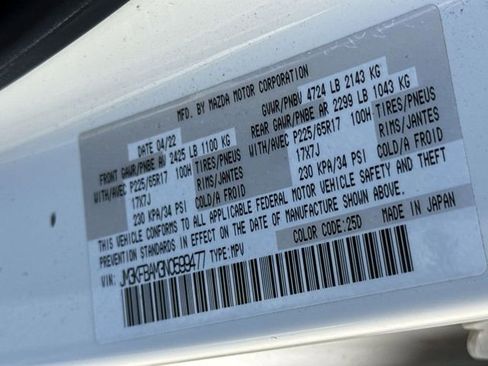 MFD. BY MAZDA MOTOR CORPORATION
DATE 04/22 GVWR/PNBV 4724 LB 2143 KG
FRONT GAWR/PNBE AV 2425 LB 1100 KG REAR GAWR/PNBE AR 2299 LB 1043 KG
WITH/AVEC P225/65R17 100H TIRES/PNEUS WITH/AVEC P225/65R17 100H TIRES/PNEUS
17X7J RIMS/JANTES 17X7J RIMS/JANTES
230 KPA/34 PSI COLD/A FROID 230 KPA/34 PSI COLD/A FROID
THIS VEHICLE CONFORMS TO ALL APPLICABLE FEDERAL MOTOR VEHICLE SAFETY AND THEFT
PREVENTION STANDARDS IN EFFECT ON THE DATE OF MANUFACTURE SHOWN ABOVE.
COLOR CODE:25D MADE IN JAPAN
VIN: JM3KFBAM3N0599477 TYPE:MPV